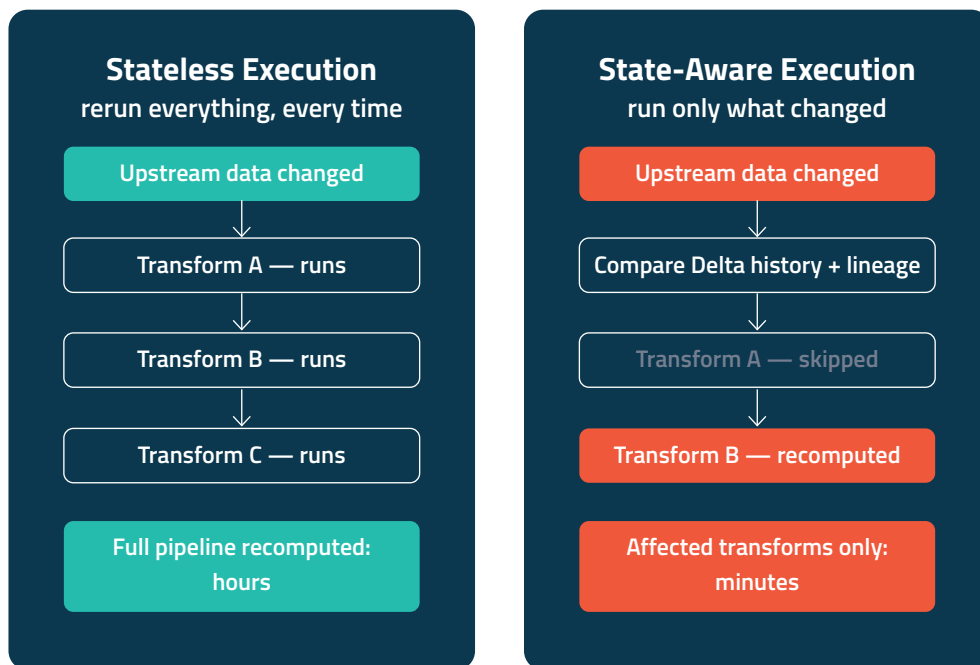 Stateless Execution
rerun everything, every time
Upstream data changed
Transform A — runs
Transform B — runs
Transform C — runs
Full pipeline recomputed:
hours
State-Aware Execution
run only what changed
Upstream data changed
Compare Delta history + lineage
Transform A — skipped
Transform B — recomputed
Affected transforms only:
minutes